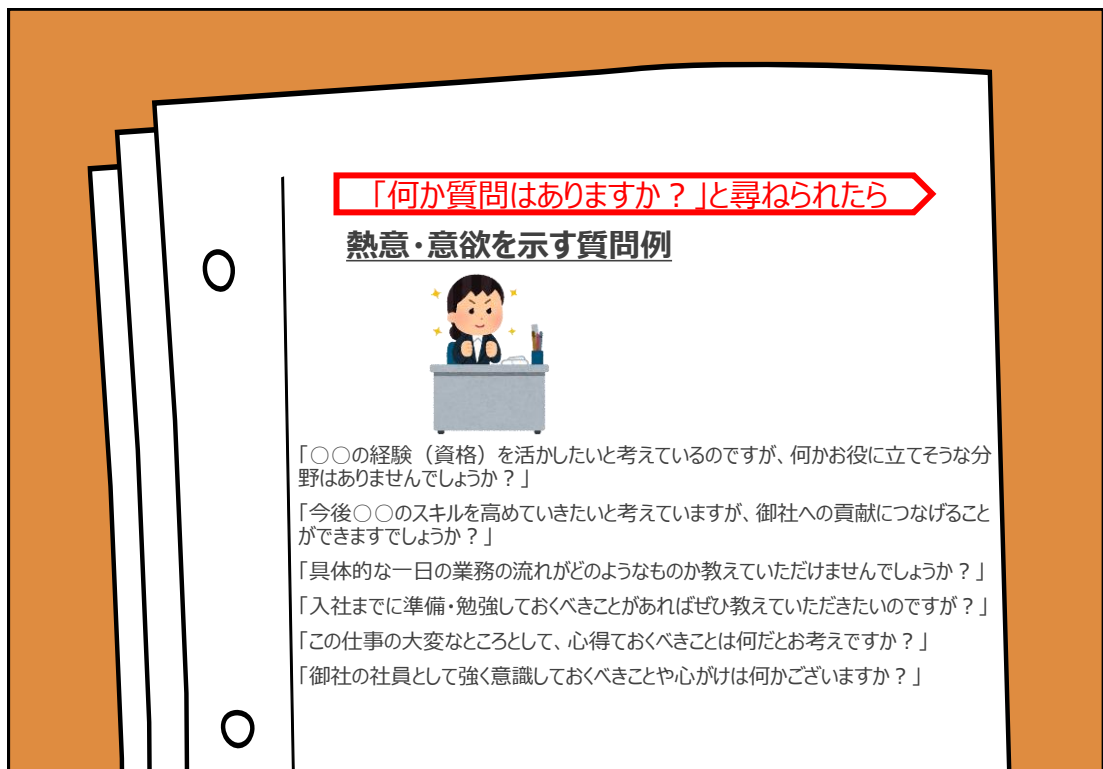 「何か質問はありますか？」と尋ねられたら
熱意・意欲を示す質問例
「○○の経験（資格）を活かしたいと考えているのですが、何かお役に立てそうな分
野はありませんでしょうか？」
「今後○○のスキルを高めていきたいと考えていますが、御社への貢献につなげること
ができますでしょうか？」
「具体的な一日の業務の流れがどのようなものか教えていただけませんでしょうか？」
「入社までに準備・勉強しておくべきことがあればぜひ教えていただきたいのですが？」
「この仕事の大変なところとして、心得ておくべきことは何だとお考えですか？」
「御社の社員として強く意識しておくべきことや心がけは何かございますか？」